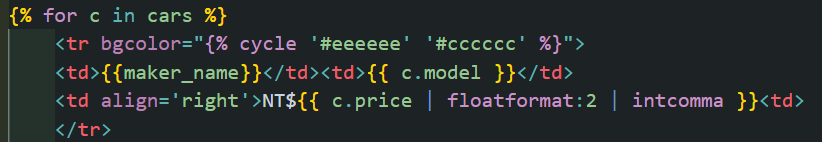 {% for c in cars %}
<tr bgcolor="{% cycle '#eeeeee' '#cccccc' %}">
<td>{{maker_name}}</td><td>{{ c.model }}</td>
<td align='right'>NT${{ c.price | floatformat:2 | intcomma }}<td>
</tr>